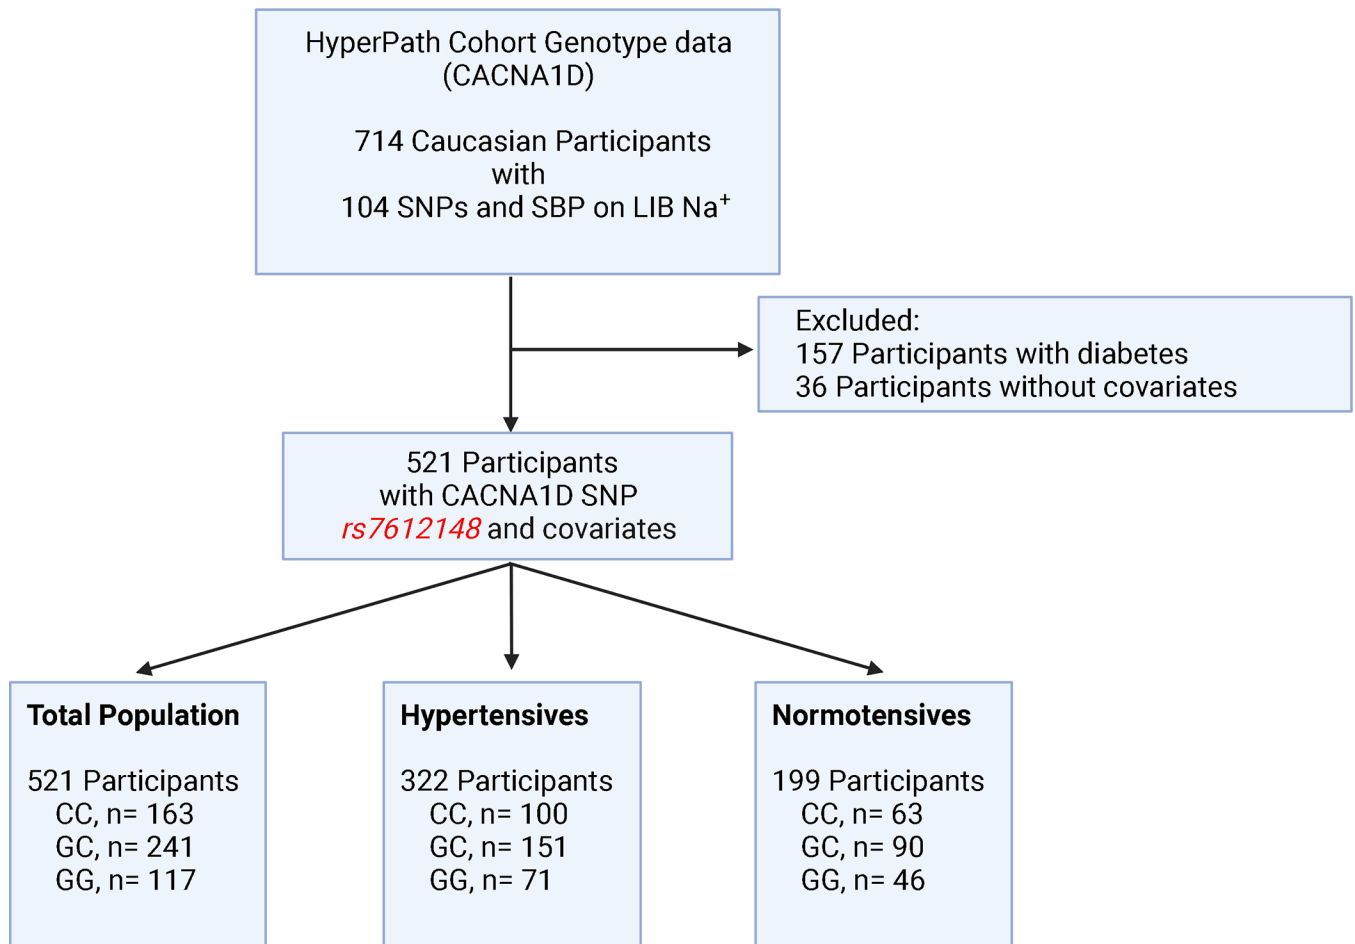 HyperPath Cohort Genotype data
(CACNA1D)
714 Caucasian Participants
with
104 SNPs and SBP on LIB Na⁺
Excluded:
157 Participants with diabetes
36 Participants without covariates
521 Participants
with CACNA1D SNP
rs7612148 and covariates
Total Population
521 Participants
CC, n= 163
GC, n= 241
GG, n= 117
Hypertensives
322 Participants
CC, n= 100
GC, n= 151
GG, n= 71
Normotensives
199 Participants
CC, n= 63
GC, n= 90
GG, n= 46